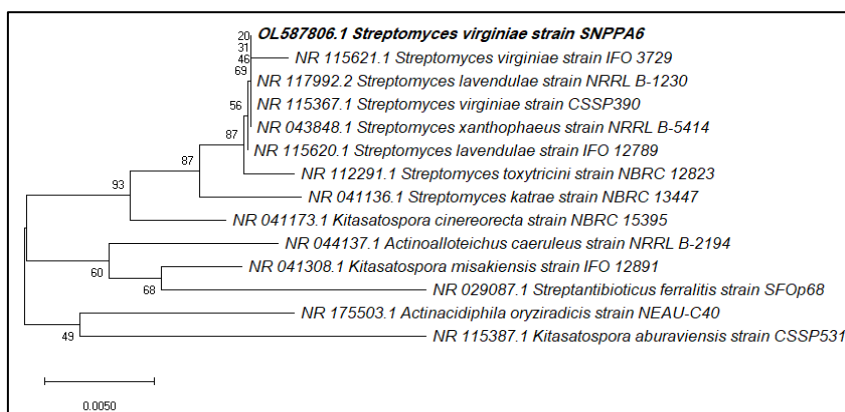 OL587806.1 Streptomyces virginiae strain SNPPA6
20
31
46
NR 115621.1 Streptomyces virginiae strain IFO 3729
69
NR 117992.2 Streptomyces lavendulae strain NRRL B-1230
56
NR 115367.1 Streptomyces virginiae strain CSSP390
NR 043848.1 Streptomyces xanthophaeus strain NRRL B-5414
87
NR 115620.1 Streptomyces lavendulae strain IFO 12789
87
NR 112291.1 Streptomyces toxytricini strain NBRC 12823
93
NR 041136.1 Streptomyces katrae strain NBRC 13447
NR 041173.1 Kitasatospora cinereorecta strain NBRC 15395
NR 044137.1 Actinoalloteichus caeruleus strain NRRL B-2194
60
NR 041308.1 Kitasatospora misakiensis strain IFO 12891
68
NR 029087.1 Streptantibioticus ferralitis strain SFOp68
NR 175503.1 Actinacidiphila oryziradicis strain NEAU-C40
49
NR 115387.1 Kitasatospora aburaviensis strain CSSP531
0.0050